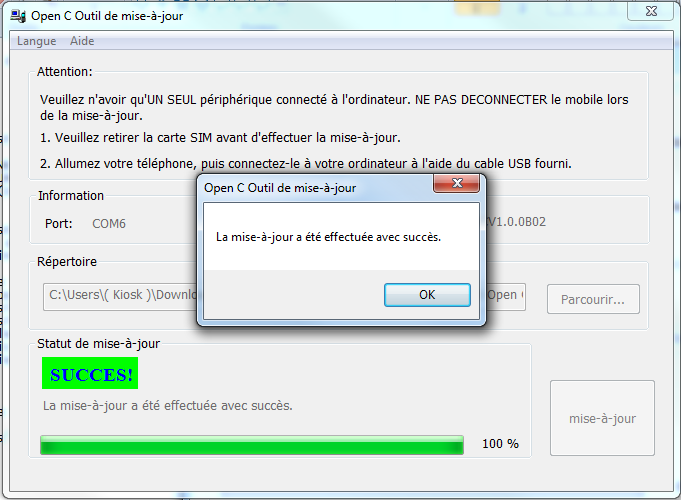 Open C Outil de mise-à-jour
Langue Aide
Attention:
Veuillez n'avoir qu'UN SEUL périphérique connecté à l'ordinateur. NE PAS DECONNECTER le mobile lors
de la mise-à-jour.
1. Veuillez retirer la carte SIM avant d'effectuer la mise-à-jour.
2. Allumez votre téléphone, puis connectez-le à votre ordinateur à l'aide du cable USB fourni.
Information
Port: COM6
V1.0.0B02
Open C Outil de mise-à-jour
La mise-à-jour a été effectuée avec succès.
OK
Répertoire
C:\Users\( Kiosk )\Downlo
Open
Parcourir...
Statut de mise-à-jour
SUCCES!
La mise-à-jour a été effectuée avec succès.
100 %
mise-à-jour